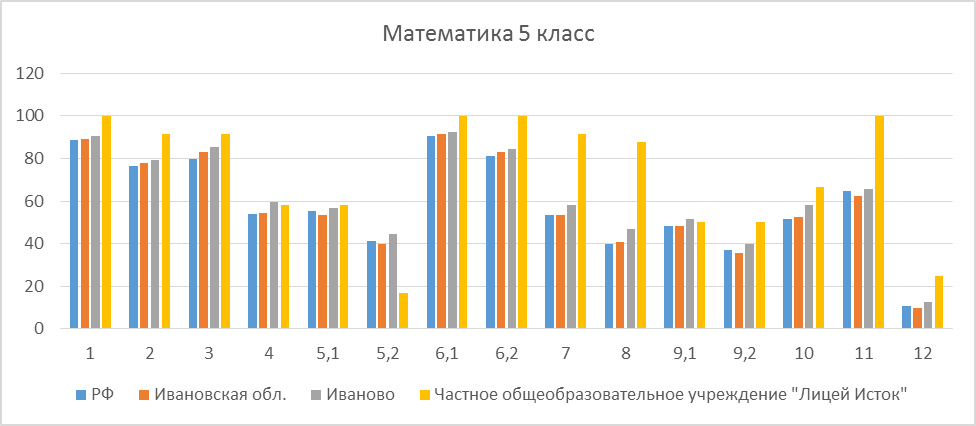 Математика 5 класс
120
100
80
60
40
20
0
1 2 3 4 5,1 5,2 6,1 6,2 7 8 9,1 9,2 10 11 12
РФ Ивановская обл. Иваново Частное общеобразовательное учреждение "Лицей Исток"